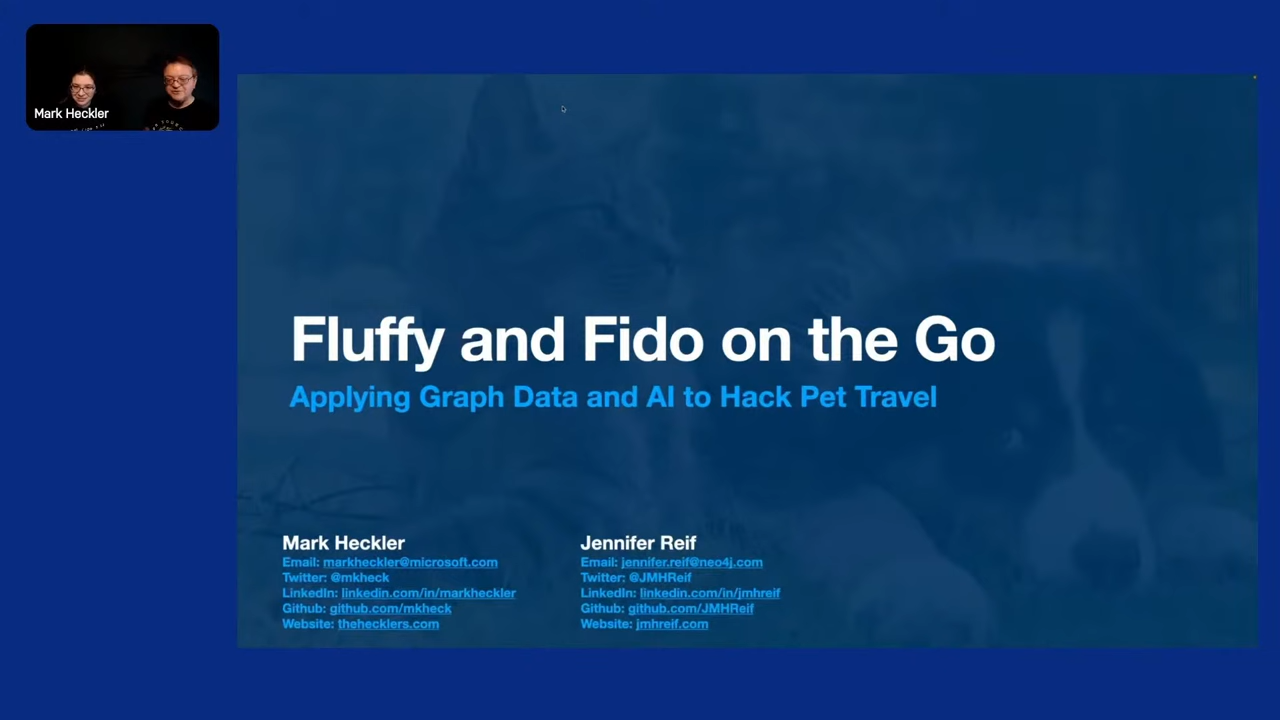 Mark Heckler
Fluffy and Fido on the Go
Applying Graph Data and AI to Hack Pet Travel
Mark Heckler
Email: markheckler@microsoft.com
Twitter: @mkheck
LinkedIn: linkedin.com/in/markheckler
Github: github.com/mkheck
Website: thehecklers.com
Jennifer Reif
Email: jennifer.reif@neo4j.com
Twitter: @JMHReif
LinkedIn: linkedin.com/in/jmhreif
Github: github.com/JMHReif
Website: jmhreif.com